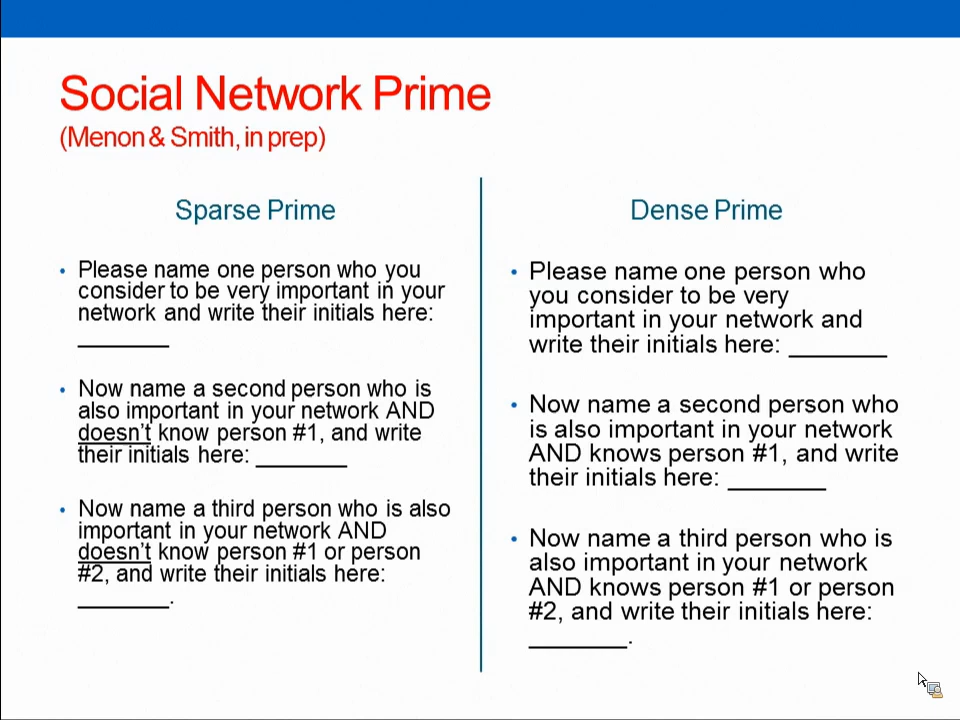 Social Network Prime
(Menon & Smith, in prep)
Sparse Prime
• Please name one person who you
consider to be very important in your
network and write their initials here:
_______
• Now name a second person who is
also important in your network AND
doesn't know person #1, and write
their initials here: _______
• Now name a third person who is also
important in your network AND
doesn't know person #1 or person
#2, and write their initials here:
_______.
Dense Prime
• Please name one person who
you consider to be very
important in your network and
write their initials here: _______
• Now name a second person who
is also important in your network
AND knows person #1, and write
their initials here: _______
• Now name a third person who is
also important in your network
AND knows person #1 or person
#2, and write their initials here:
_______.